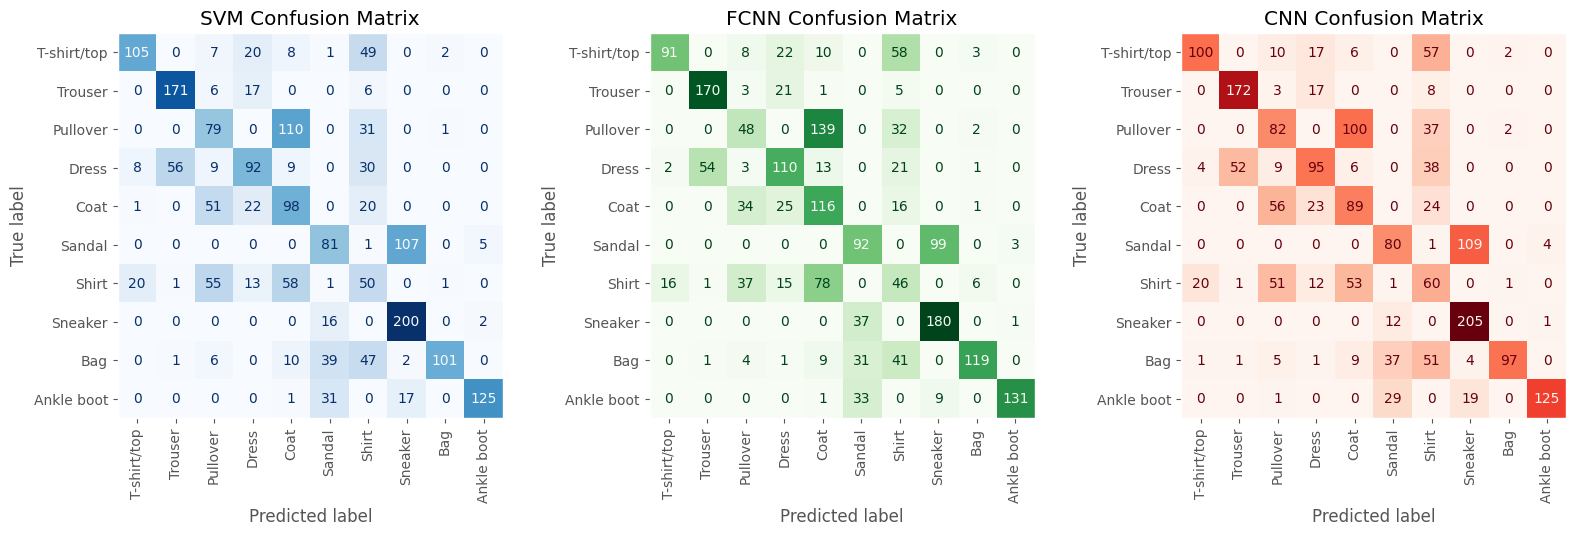 SVM Confusion Matrix
True label
T-shirt/top 105 0 7 20 8 1 49 0 2 0
Trouser 0 171 6 17 0 0 6 0 0 0
Pullover 0 0 79 0 110 0 31 0 1 0
Dress 8 56 9 92 9 0 30 0 0 0
Coat 1 0 51 22 98 0 20 0 0 0
Sandal 0 0 0 0 0 81 1 107 0 5
Shirt 20 1 55 13 58 1 50 0 1 0
Sneaker 0 0 0 0 0 16 0 200 0 2
Bag 0 1 6 0 10 39 47 2 101 0
Ankle boot 0 0 0 0 1 31 0 17 0 125
T-shirt/top Trouser Pullover Dress Coat Sandal Shirt Sneaker Bag Ankle boot
Predicted label
FCNN Confusion Matrix
True label
T-shirt/top 91 0 8 22 10 0 58 0 3 0
Trouser 0 170 3 21 1 0 5 0 0 0
Pullover 0 0 48 0 139 0 32 0 2 0
Dress 2 54 3 110 13 0 21 0 1 0
Coat 0 0 34 25 116 0 16 0 1 0
Sandal 0 0 0 0 0 92 0 99 0 3
Shirt 16 1 37 15 78 0 46 0 6 0
Sneaker 0 0 0 0 0 37 0 180 0 1
Bag 0 1 4 1 9 31 41 0 119 0
Ankle boot 0 0 0 0 1 33 0 9 0 131
T-shirt/top Trouser Pullover Dress Coat Sandal Shirt Sneaker Bag Ankle boot
Predicted label
CNN Confusion Matrix
True label
T-shirt/top 100 0 10 17 6 0 57 0 2 0
Trouser 0 172 3 17 0 0 8 0 0 0
Pullover 0 0 82 0 100 0 37 0 2 0
Dress 4 52 9 95 6 0 38 0 0 0
Coat 0 0 56 23 89 0 24 0 0 0
Sandal 0 0 0 0 0 80 1 109 0 4
Shirt 20 1 51 12 53 1 60 0 1 0
Sneaker 0 0 0 0 0 12 0 205 0 1
Bag 1 1 5 1 9 37 51 4 97 0
Ankle boot 0 0 1 0 0 29 0 19 0 125
T-shirt/top Trouser Pullover Dress Coat Sandal Shirt Sneaker Bag Ankle boot
Predicted label